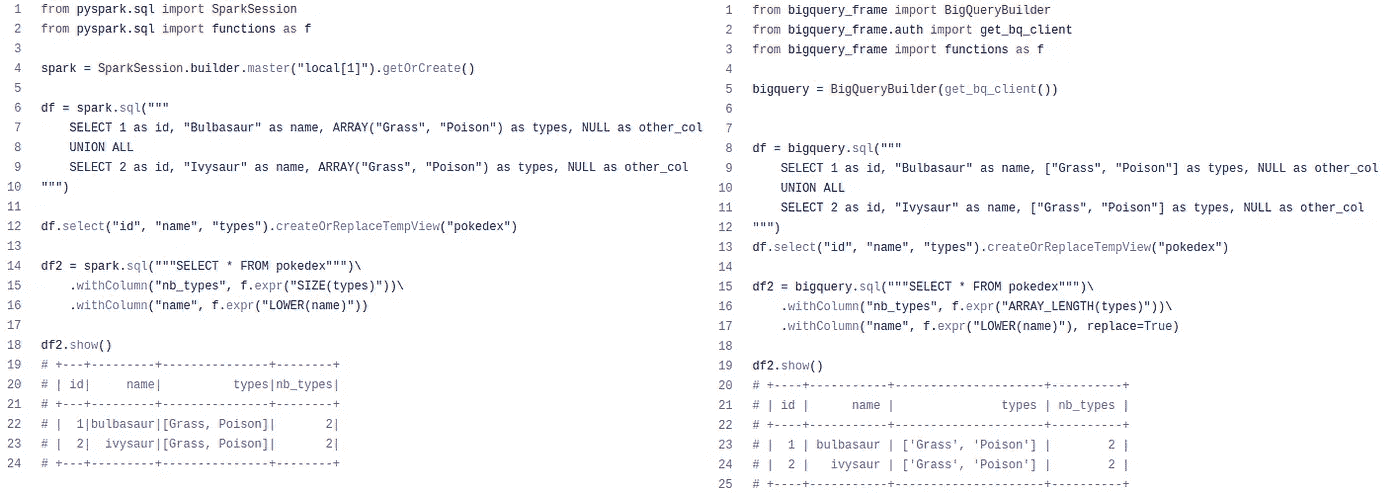 1 from pyspark.sql import SparkSession
2 from pyspark.sql import functions as f
3
4 spark = SparkSession.builder.master("local[1]").getOrCreate()
5
6 df = spark.sql("""
7     SELECT 1 as id, "Bulbasaur" as name, ARRAY("Grass", "Poison") as types, NULL as other_col
8     UNION ALL
9     SELECT 2 as id, "Ivysaur" as name, ARRAY("Grass", "Poison") as types, NULL as other_col
10 """)
11
12 df.select("id", "name", "types").createOrReplaceTempView("pokedex")
13
14 df2 = spark.sql("""SELECT * FROM pokedex""")\
15     .withColumn("nb_types", f.expr("SIZE(types)"))\
16     .withColumn("name", f.expr("LOWER(name)"))
17
18 df2.show()
19 # +---+---------+---------------+--------+
20 # | id|     name|          types|nb_types|
21 # +---+---------+---------------+--------+
22 # |  1|bulbasaur|[Grass, Poison]|       2|
23 # |  2|  ivysaur|[Grass, Poison]|       2|
24 # +---+---------+---------------+--------+
1 from bigquery_frame import BigQueryBuilder
2 from bigquery_frame.auth import get_bq_client
3 from bigquery_frame import functions as f
4
5 bigquery = BigQueryBuilder(get_bq_client())
6
7
8 df = bigquery.sql("""
9     SELECT 1 as id, "Bulbasaur" as name, ["Grass", "Poison"] as types, NULL as other_col
10     UNION ALL
11     SELECT 2 as id, "Ivysaur" as name, ["Grass", "Poison"] as types, NULL as other_col
12 """)
13 df.select("id", "name", "types").createOrReplaceTempView("pokedex")
14
15 df2 = bigquery.sql("""SELECT * FROM pokedex""")\
16     .withColumn("nb_types", f.expr("ARRAY_LENGTH(types)"))\
17     .withColumn("name", f.expr("LOWER(name)"), replace=True)
18
19 df2.show()
20 # +----+-----------+---------------------+----------+
21 # | id |      name |               types | nb_types |
22 # +----+-----------+---------------------+----------+
23 # |  1 | bulbasaur | ['Grass', 'Poison'] |        2 |
24 # |  2 |   ivysaur | ['Grass', 'Poison'] |        2 |
25 # +----+-----------+---------------------+----------+